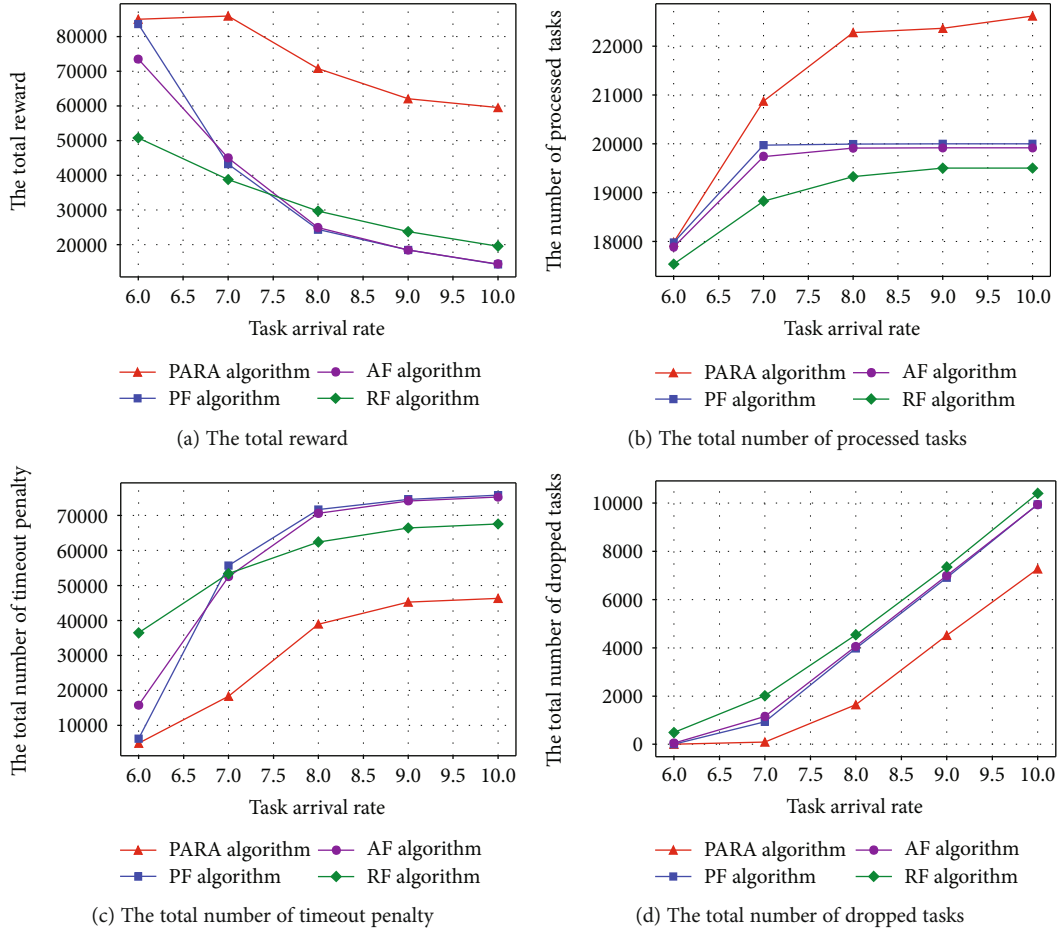 The total reward
80000
70000
60000
50000
40000
30000
20000
6.0 6.5 7.0 7.5 8.0 8.5 9.0 9.5 10.0
Task arrival rate
PARA algorithm AF algorithm
PF algorithm RF algorithm
(a) The total reward
The number of processed tasks
22000
21000
20000
19000
18000
6.0 6.5 7.0 7.5 8.0 8.5 9.0 9.5 10.0
Task arrival rate
PARA algorithm AF algorithm
PF algorithm RF algorithm
(b) The total number of processed tasks
The total number of timeout penalty
70000
60000
50000
40000
30000
20000
10000
6.0 6.5 7.0 7.5 8.0 8.5 9.0 9.5 10.0
Task arrival rate
PARA algorithm AF algorithm
PF algorithm RF algorithm
(c) The total number of timeout penalty
The total number of dropped tasks
10000
8000
6000
4000
2000
0
6.0 6.5 7.0 7.5 8.0 8.5 9.0 9.5 10.0
Task arrival rate
PARA algorithm AF algorithm
PF algorithm RF algorithm
(d) The total number of dropped tasks